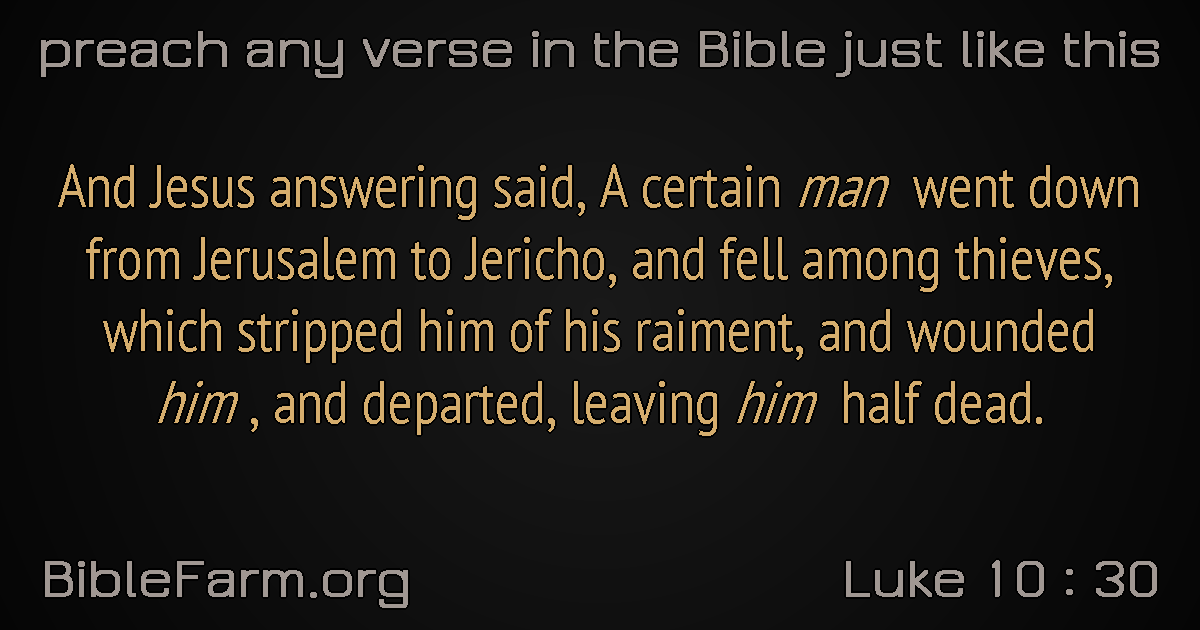 preach any verse in the Bible just like this
And Jesus answering said, A certain man went down
from Jerusalem to Jericho, and fell among thieves,
which stripped him of his raiment, and wounded
him , and departed, leaving him half dead.
BibleFarm.org
Luke 10 : 30